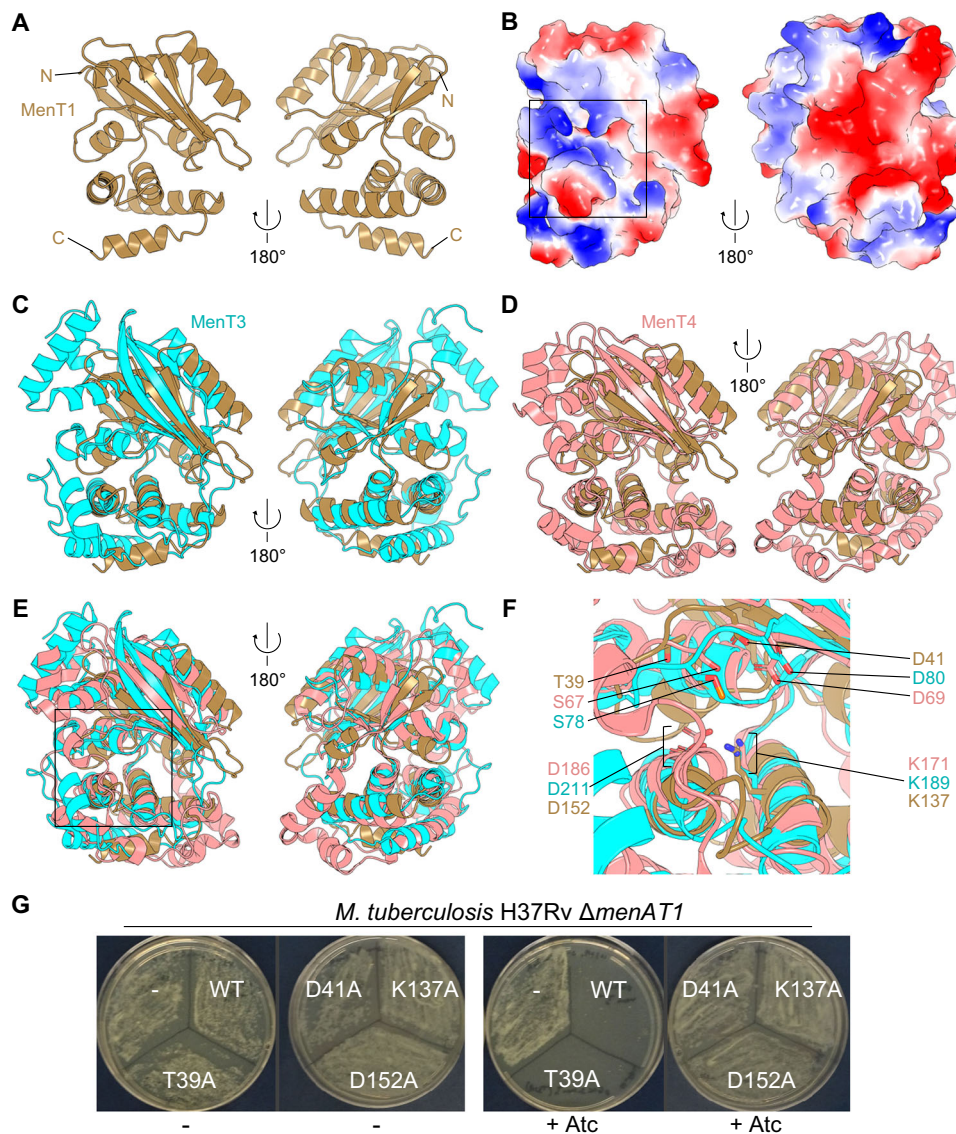 A
N
MenT1
N
C
C
180°
B
180°
C
MenT3
180°
D
MenT4
180°
E
180°
F
T39
S67
S78
D41
D80
D69
D186
D211
D152
K171
K189
K137
G
M. tuberculosis H37Rv ΔmenAT1
- WT
D41A K137A
- WT
D41A K137A
T39A
D152A
T39A
D152A
-
-
+ Atc
+ Atc